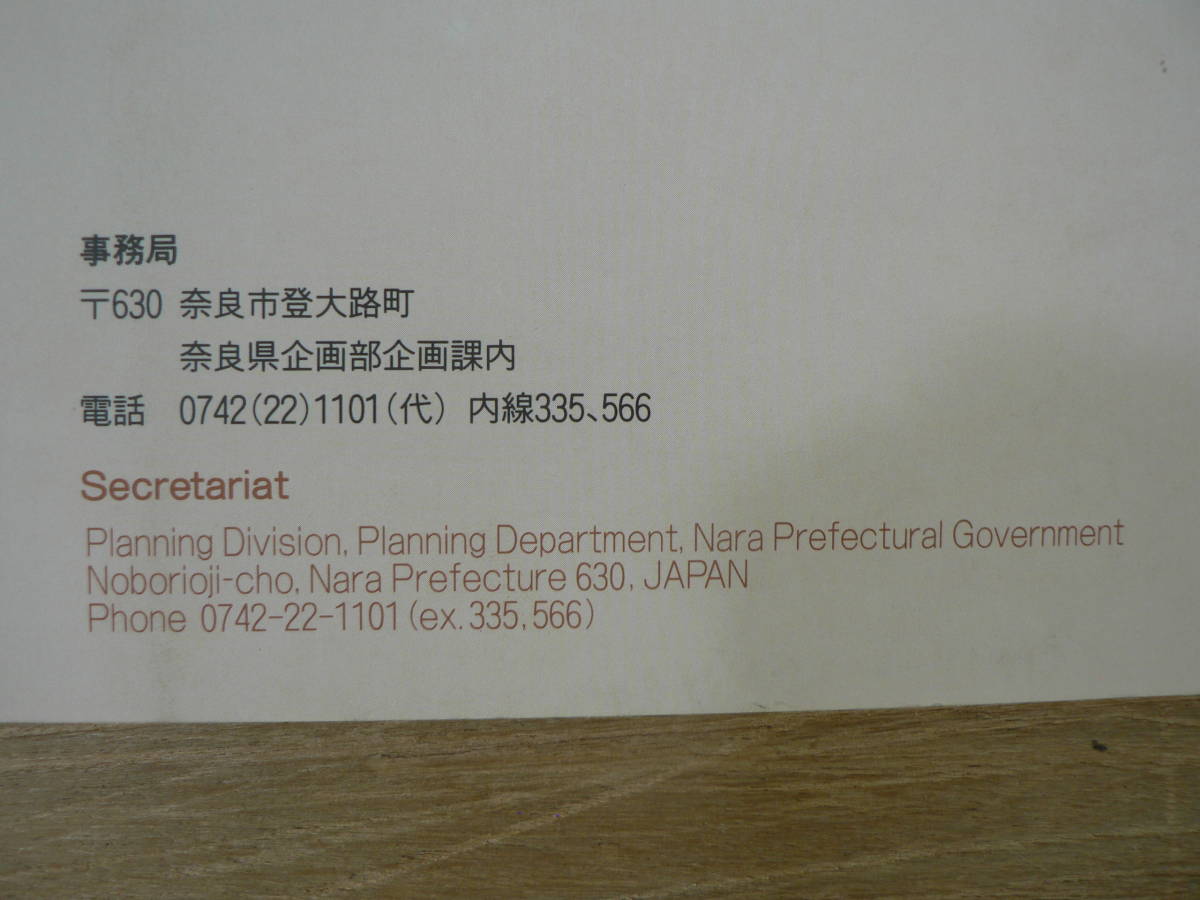 事務局
〒630 奈良市登大路町
奈良県企画部企画課内
電話 0742(22)1101(代) 内線335、566
Secretariat
Planning Division, Planning Department, Nara Prefectural Government
Noborioji-cho, Nara Prefecture 630, JAPAN
Phone 0742-22-1101(ex.335,566)